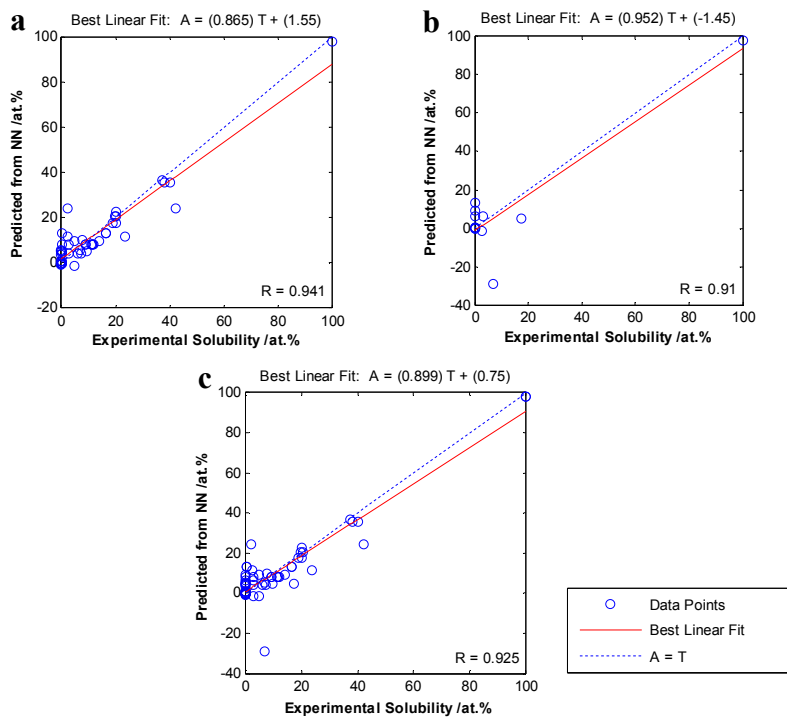 a
Best Linear Fit: A = (0.865) T + (1.55)
100
80
60
40
20
0
-20
0 20 40 60 80 100
Predicted from NN /at.%
Experimental Solubility /at.%
R = 0.941
b
Best Linear Fit: A = (0.952) T + (-1.45)
100
80
60
40
20
0
-20
-40
0 20 40 60 80 100
Predicted from NN /at.%
Experimental Solubility /at.%
R = 0.91
c
Best Linear Fit: A = (0.899) T + (0.75)
100
80
60
40
20
0
-20
-40
0 20 40 60 80 100
Predicted from NN /at.%
Experimental Solubility /at.%
R = 0.925
Data Points
Best Linear Fit
A = T